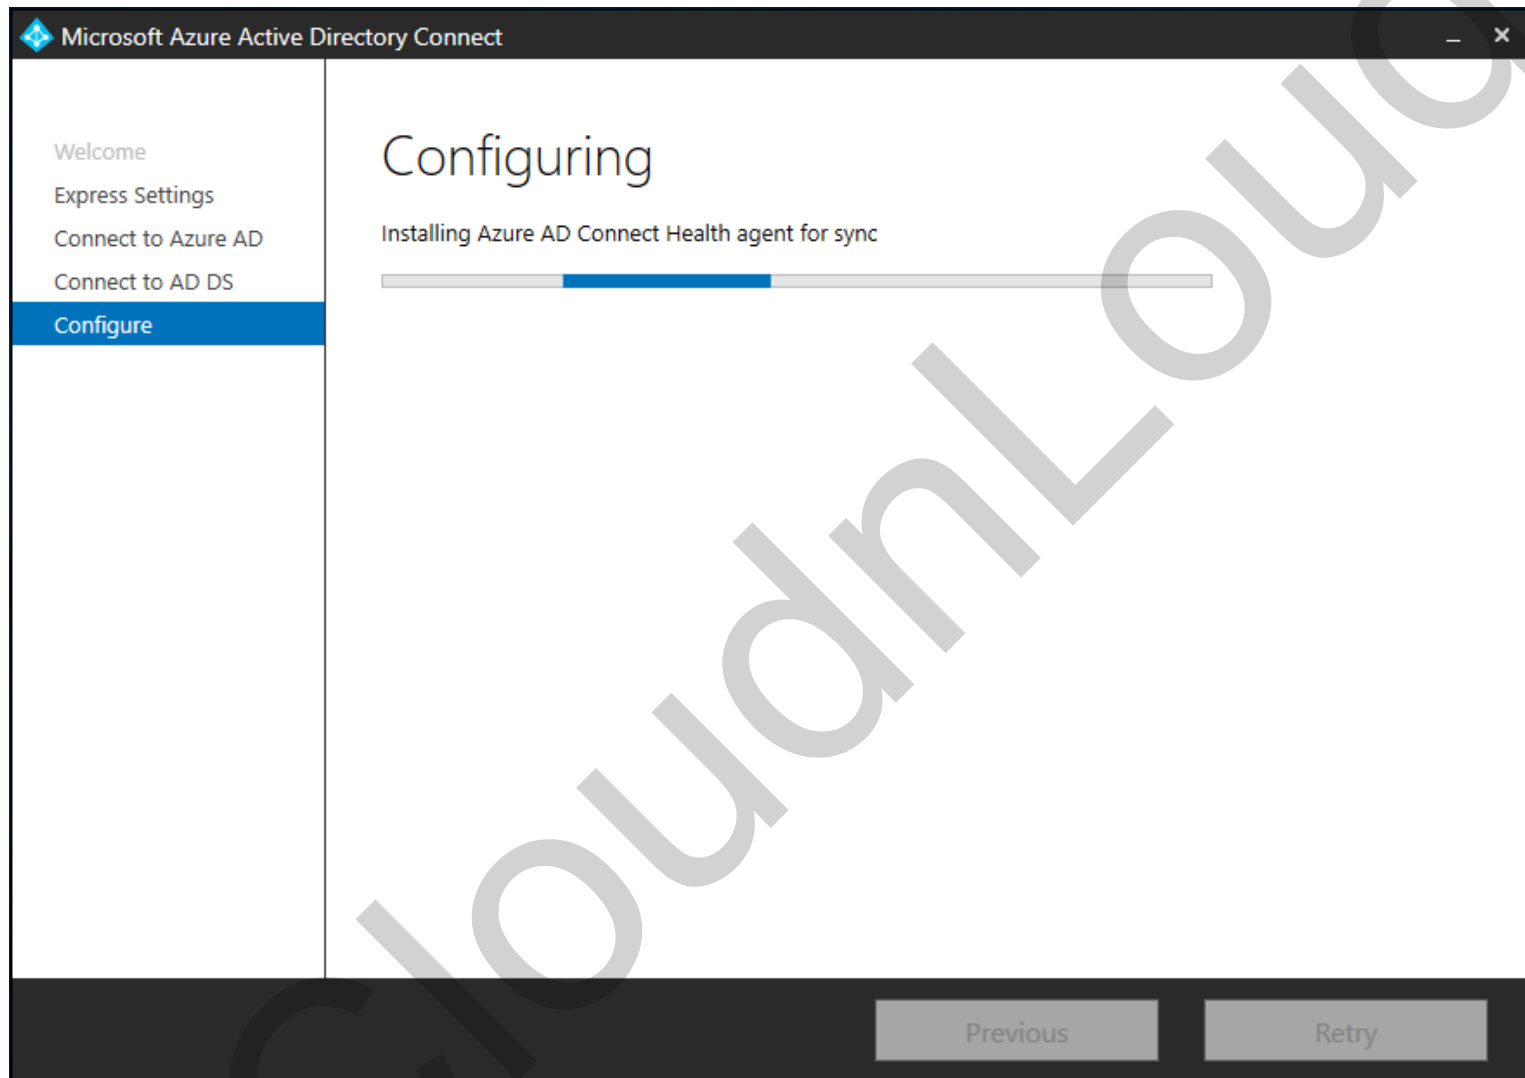 Microsoft Azure Active Directory Connect
Welcome
Express Settings
Connect to Azure AD
Connect to AD DS
Configure
Configuring
Installing Azure AD Connect Health agent for sync
Previous
Retry
CloudnLoud